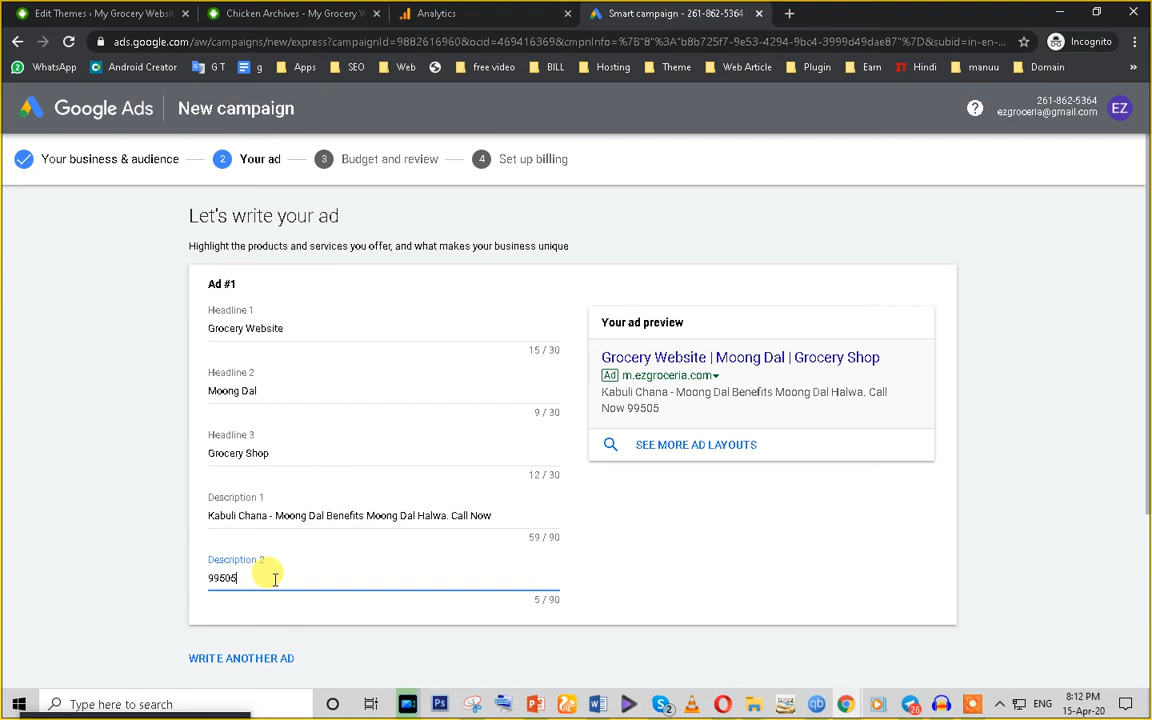 Edit Themes ‹ My Grocery Websit
Chicken Archives - My Grocery W
Analytics
Smart campaign - 261-862-5364
ads.google.com/aw/campaigns/new/express?campaignId=9882616960&ocid=469416369&cmpnInfo=%7B"8"%3A"b8b725f7-9e53-4294-9bc4-3999d49dae87"%7D&subid=in-en-...
Incognito
WhatsApp
Android Creator
G T
g
Apps
SEO
Web
free video
BILL
Hosting
Theme
Web Article
Plugin
Earn
Hindi
manuu
Domain
Google Ads
New campaign
261-862-5364
ezgroceria@gmail.com
EZ
Your business & audience
2 Your ad
3 Budget and review
4 Set up billing
Let's write your ad
Highlight the products and services you offer, and what makes your business unique
Ad #1
Headline 1
Grocery Website
15 / 30
Headline 2
Moong Dal
9 / 30
Headline 3
Grocery Shop
12 / 30
Description 1
Kabuli Chana - Moong Dal Benefits Moong Dal Halwa. Call Now
59 / 90
Description 2
99505
5 / 90
Your ad preview
Grocery Website | Moong Dal | Grocery Shop
Ad m.ezgroceria.com
Kabuli Chana - Moong Dal Benefits Moong Dal Halwa. Call
Now 99505
SEE MORE AD LAYOUTS
WRITE ANOTHER AD
Type here to search
ENG
8:12 PM
15-Apr-20